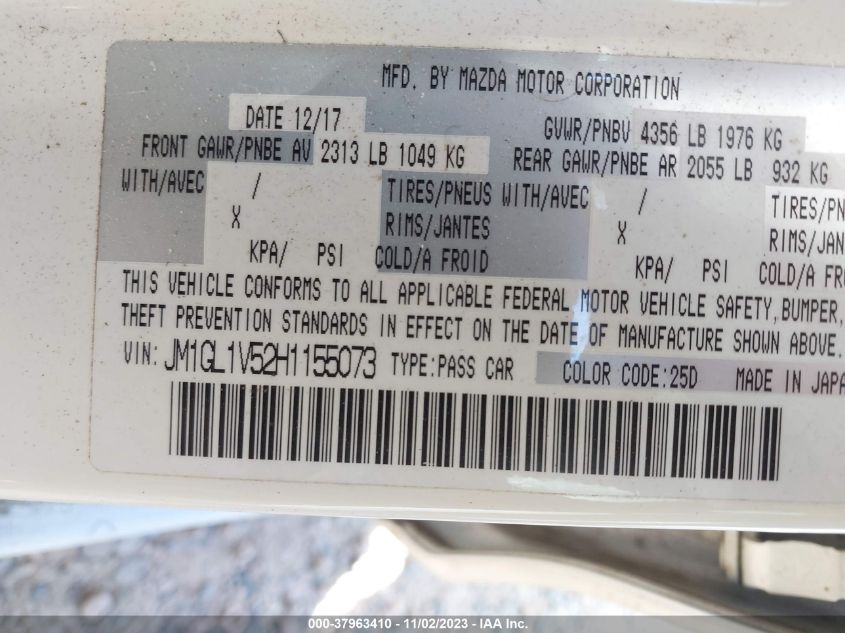 MFD. BY MAZDA MOTOR CORPORATION
DATE 12/17 GVWR/PNBV 4356 LB 1976 KG
FRONT GAWR/PNBE AV 2313 LB 1049 KG REAR GAWR/PNBE AR 2055 LB 932 KG
WITH/AVEC / TIRES/PNEUS WITH/AVEC / TIRES/PN
X RIMS/JANTES X RIMS/JAN
KPA/ PSI COLD/A FROID KPA/ PSI COLD/A FRO
THIS VEHICLE CONFORMS TO ALL APPLICABLE FEDERAL MOTOR VEHICLE SAFETY, BUMPER,
THEFT PREVENTION STANDARDS IN EFFECT ON THE DATE OF MANUFACTURE SHOWN ABOVE.
VIN: JM1GL1V52H1155073 TYPE:PASS CAR COLOR CODE:25D MADE IN JAPA
000-37963410 - 11/02/2023 - COPYRIGHT IAA, LLC.